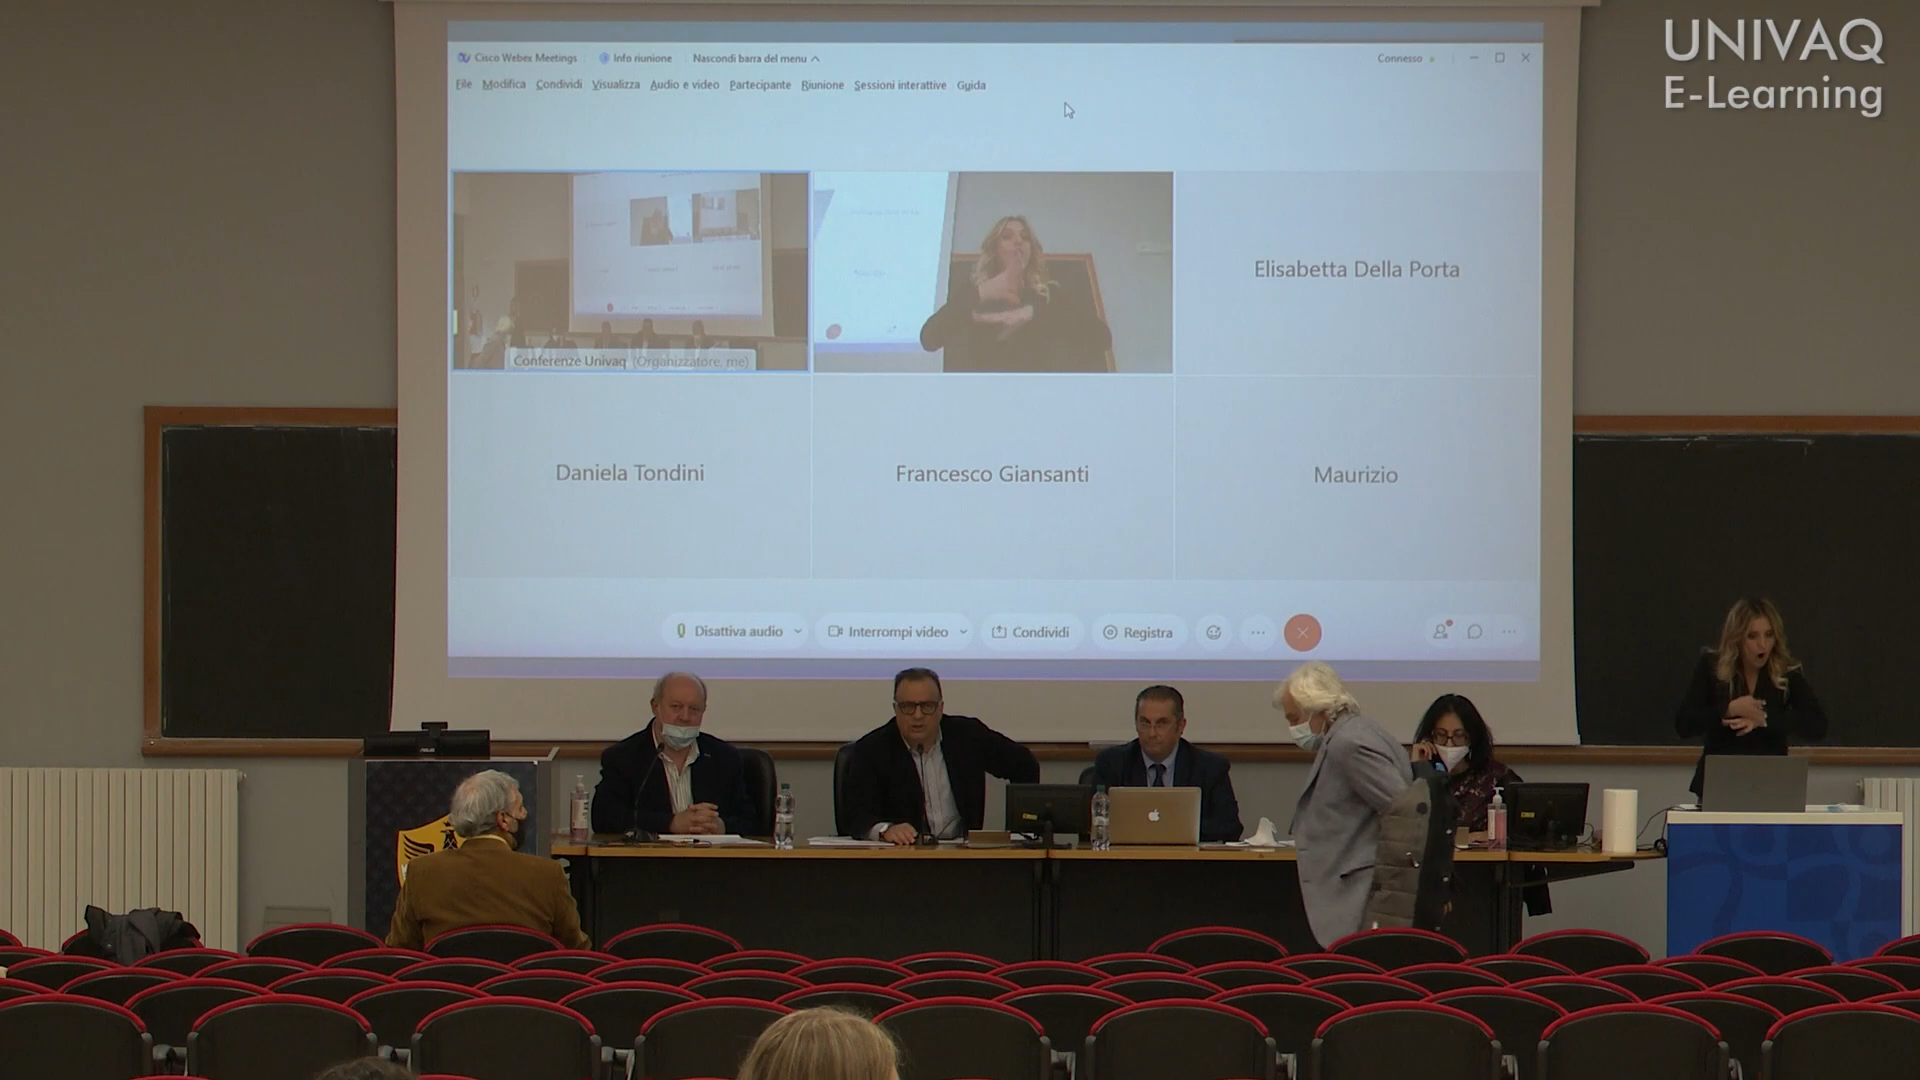 UNIVAQ
E-Learning
Cisco Webex Meetings
Info riunione
Nascondi barra del menu
Connesso
File Modifica Condividi Visualizza Audio e video Partecipante Riunione Sessioni interattive Guida
Conferenze Univaq (Organizzatore, me)
Elisabetta Della Porta
Daniela Tondini
Francesco Giansanti
Maurizio
Disattiva audio
Interrompi video
Condividi
Registra